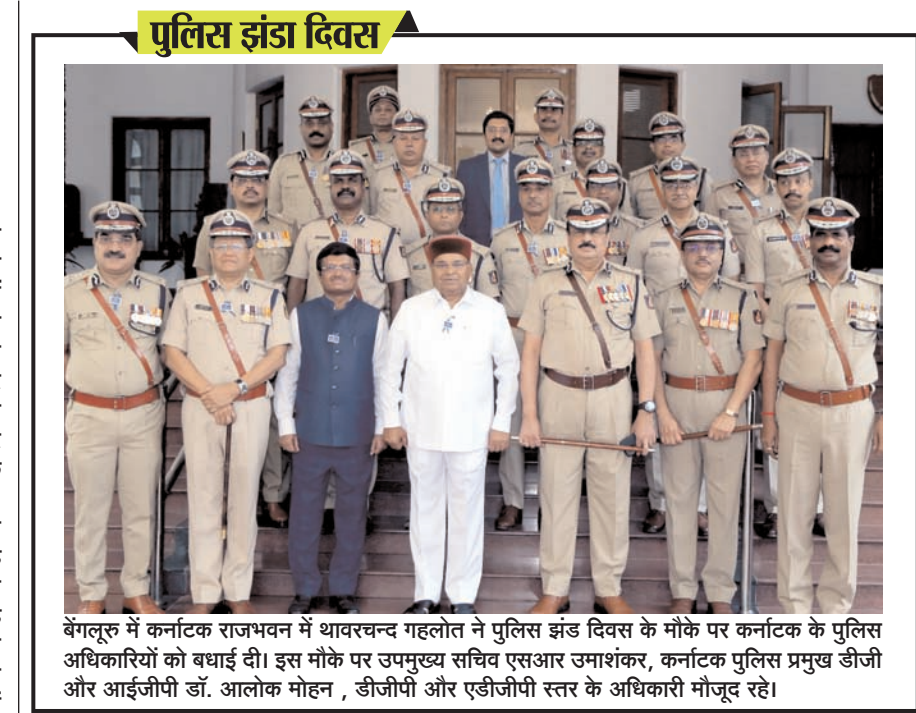 पुलिस झंडा दिवस
बेंगलूरु में कर्नाटक राजभवन में थावरचन्द गहलोत ने पुलिस झंड दिवस के मौके पर कर्नाटक के पुलिस
अधिकारियों को बधाई दी। इस मौके पर उपमुख्य सचिव एसआर उमाशंकर, कर्नाटक पुलिस प्रमुख डीजी
और आईजीपी डॉ. आलोक मोहन , डीजीपी और एडीजीपी स्तर के अधिकारी मौजूद रहे।